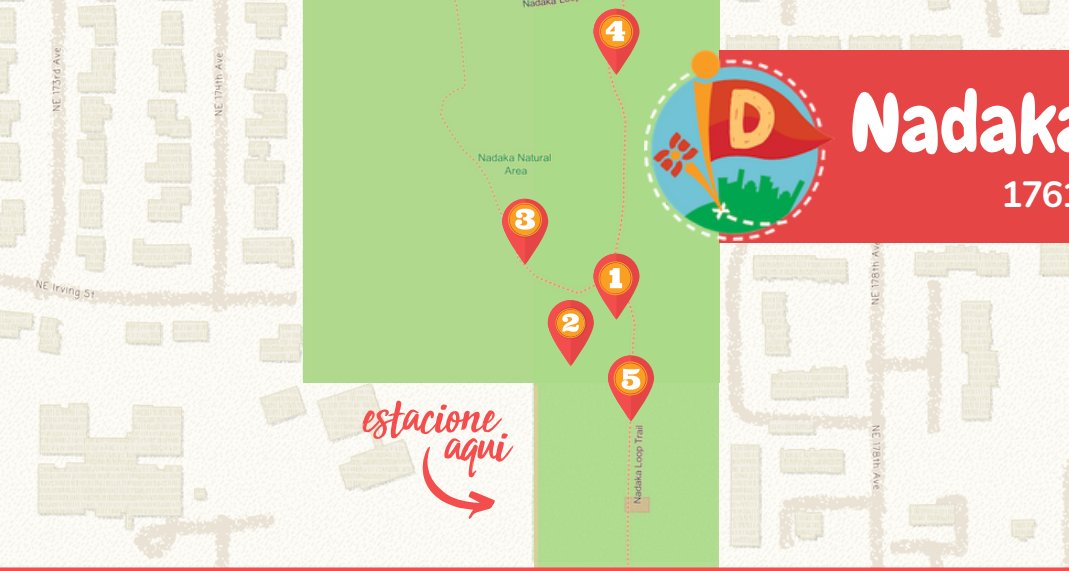 Nadaka Loop
4
NE 173rd Ave
NE 174th Ave
D
Nadaka
1761
Nadaka Natural
Area
3
1
NE 178th Ave
NE Irving St
2
5
estacione
aqui
Nadaka Loop Trail
NE 178th Ave